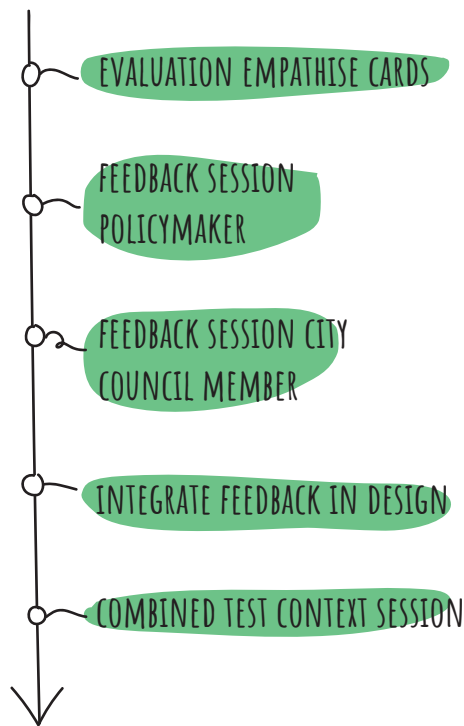 EVALUATION EMPATHISE CARDS
FEEDBACK SESSION
POLICYMAKER
FEEDBACK SESSION CITY
COUNCIL MEMBER
INTEGRATE FEEDBACK IN DESIGN
COMBINED TEST CONTEXT SESSION